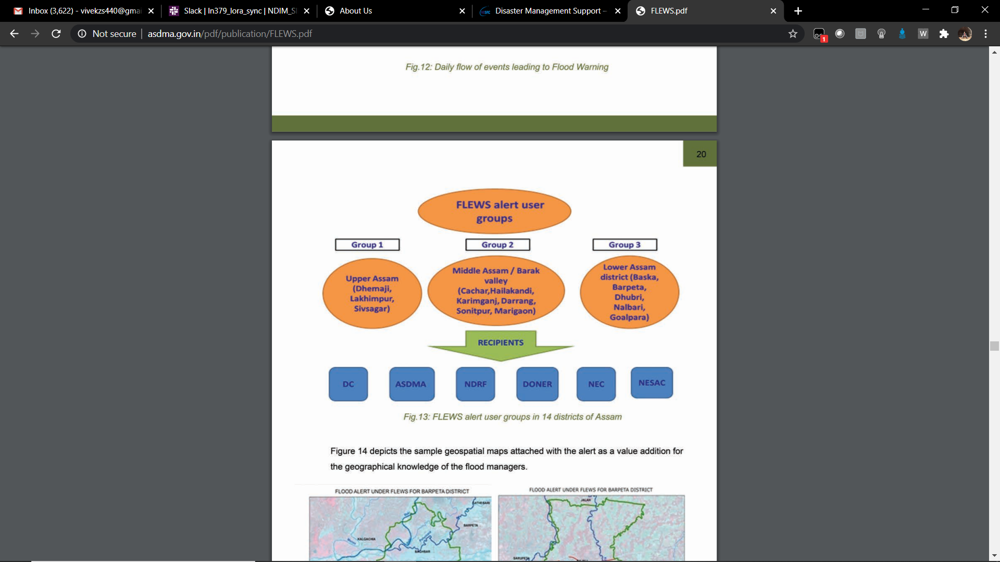 Inbox (3,622) - vivekzs440@gmai
Slack | In379_lora_sync | NDIM_S
About Us
Disaster Management Support –
FLEWS.pdf
Not secure
asdma.gov.in/pdf/publication/FLEWS.pdf
1
W
Fig.12: Daily flow of events leading to Flood Warning
20
FLEWS alert user
groups
Group 1
Group 2
Group 3
Upper Assam
(Dhemaji,
Lakhimpur,
Sivsagar)
Middle Assam / Barak
valley
(Cachar,Hailakandi,
Karimganj, Darrang,
Sonitpur, Marigaon)
Lower Assam
district (Baska,
Barpeta,
Dhubri,
Nalbari,
Goalpara)
RECIPIENTS
DC
ASDMA
NDRF
DONER
NEC
NESAC
Fig.13: FLEWS alert user groups in 14 districts of Assam
Figure 14 depicts the sample geospatial maps attached with the alert as a value addition for
the geographical knowledge of the flood managers.
FLOOD ALERT UNDER FLEWS FOR BARPETA DISTRICT
FLOOD ALERT UNDER FLEWS FOR BARPETA DISTRICT
BARPETA
KALGACHIA
BAGHBAR
JALAH
SARUPETA